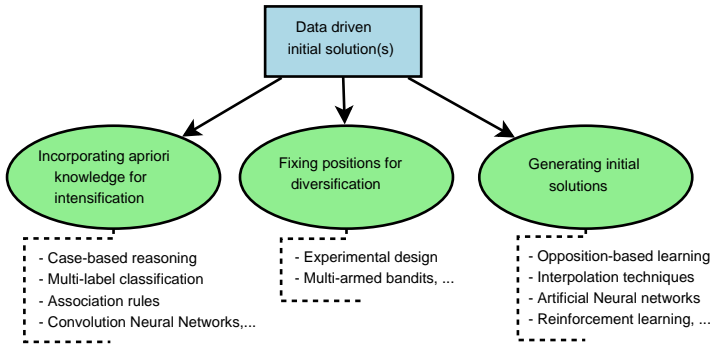 Data driven
initial solution(s)
Incorporating apriori
knowledge for
intensification
Fixing positions for
diversification
Generating initial
solutions
- Case-based reasoning
- Multi-label classification
- Association rules
- Convolution Neural Networks,...
- Experimental design
- Multi-armed bandits, ...
- Opposition-based learning
- Interpolation techniques
- Artificial Neural networks
- Reinforcement learning, ...